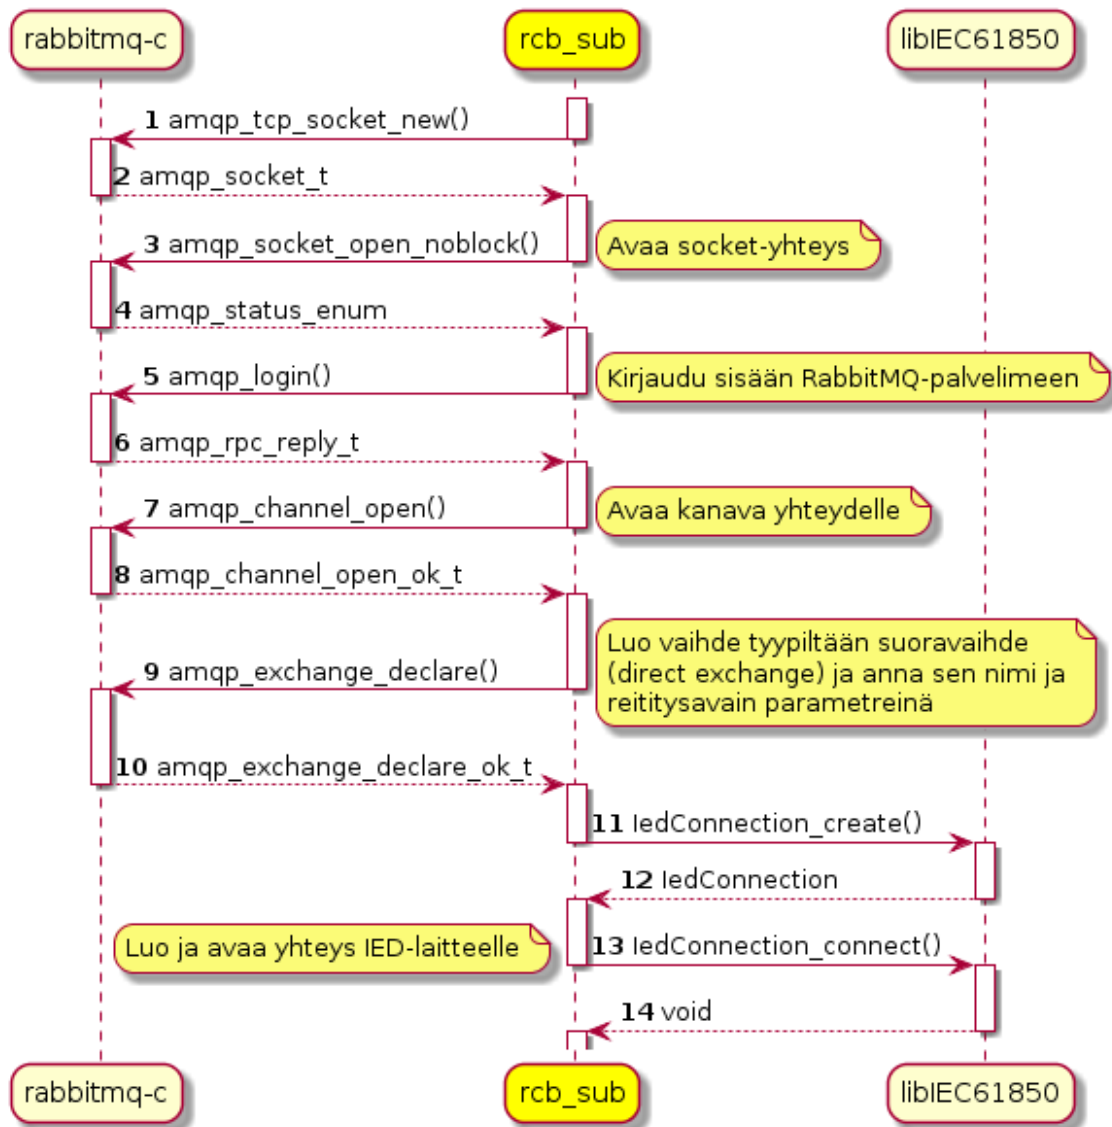 rabbitmq-c
rcb_sub
libIEC61850
1 amqp_tcp_socket_new()
2 amqp_socket_t
3 amqp_socket_open_noblock()
Avaa socket-yhteys
4 amqp_status_enum
5 amqp_login()
Kirjaudu sisään RabbitMQ-palvelimeen
6 amqp_rpc_reply_t
7 amqp_channel_open()
Avaa kanava yhteydelle
8 amqp_channel_open_ok_t
9 amqp_exchange_declare()
Luo vaihde tyypiltään suoravaihde
(direct exchange) ja anna sen nimi ja
reititysavain parametreinä
10 amqp_exchange_declare_ok_t
11 IedConnection_create()
12 IedConnection
Luo ja avaa yhteys IED-laitteelle
13 IedConnection_connect()
14 void
rabbitmq-c
rcb_sub
libIEC61850